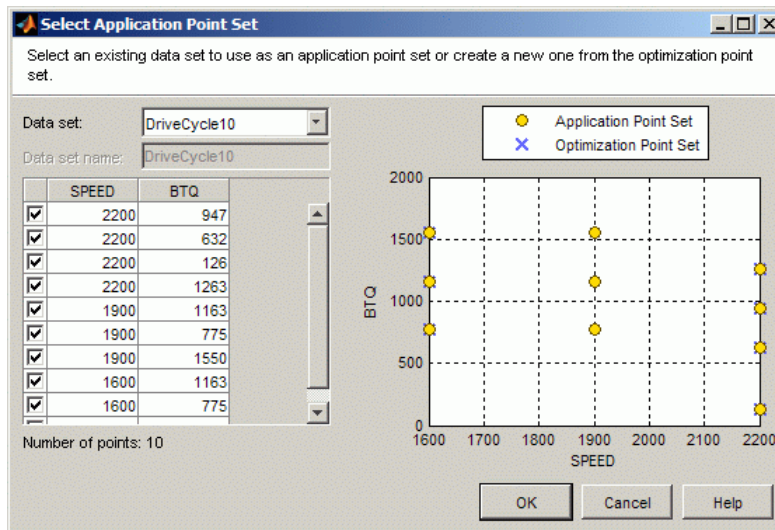 Select Application Point Set
Select an existing data set to use as an application point set or create a new one from the optimization point
set.
Data set: DriveCycle10
Data set name: DriveCycle10
SPEED BTQ
2200 947
2200 632
2200 126
2200 1263
1900 1163
1900 775
1900 1550
1600 1163
1600 775
Number of points: 10
Application Point Set
Optimization Point Set
2000
1500
1000
500
0
BTQ
1600 1700 1800 1900 2000 2100 2200
SPEED
OK Cancel Help